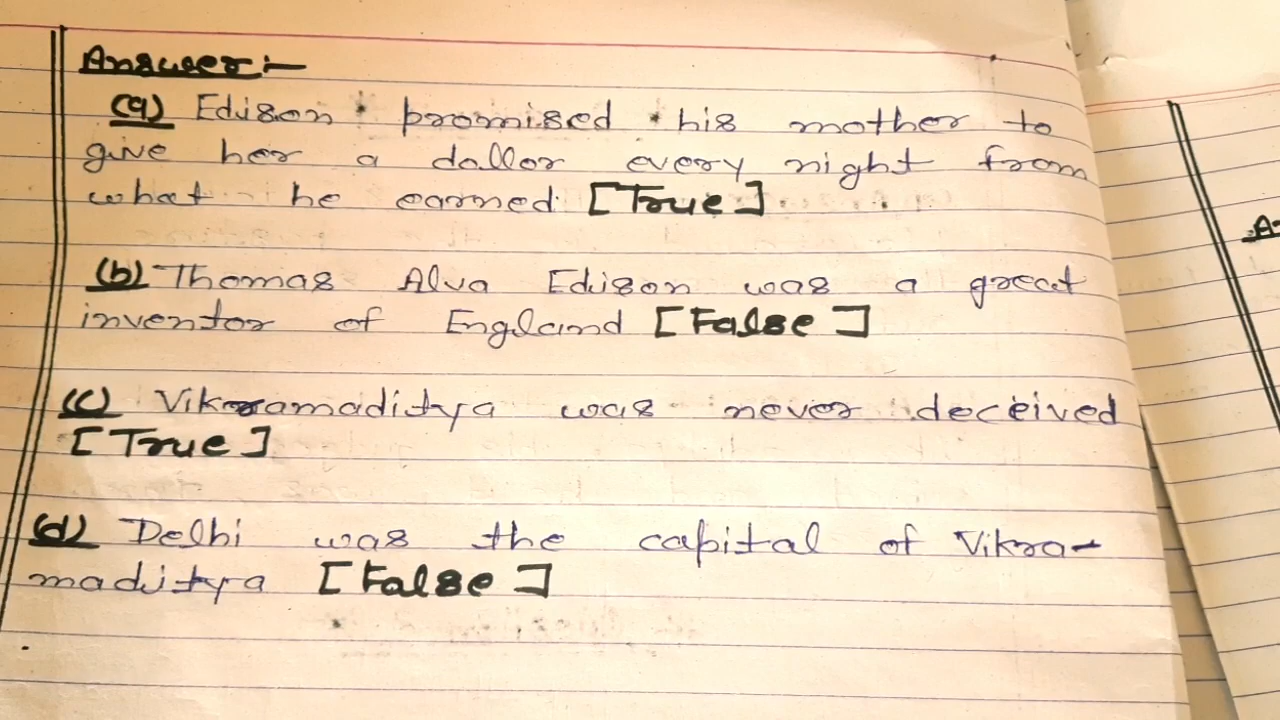 Answer:-
(a) Edison promised his mother to
give her a dollor every night from
what he earned [True]
(b) Thomas Alva Edison was a great
inventor of England [False]
(c) Vikramaditya was never deceived
[True]
(d) Delhi was the capital of Vikra-
maditya [False]